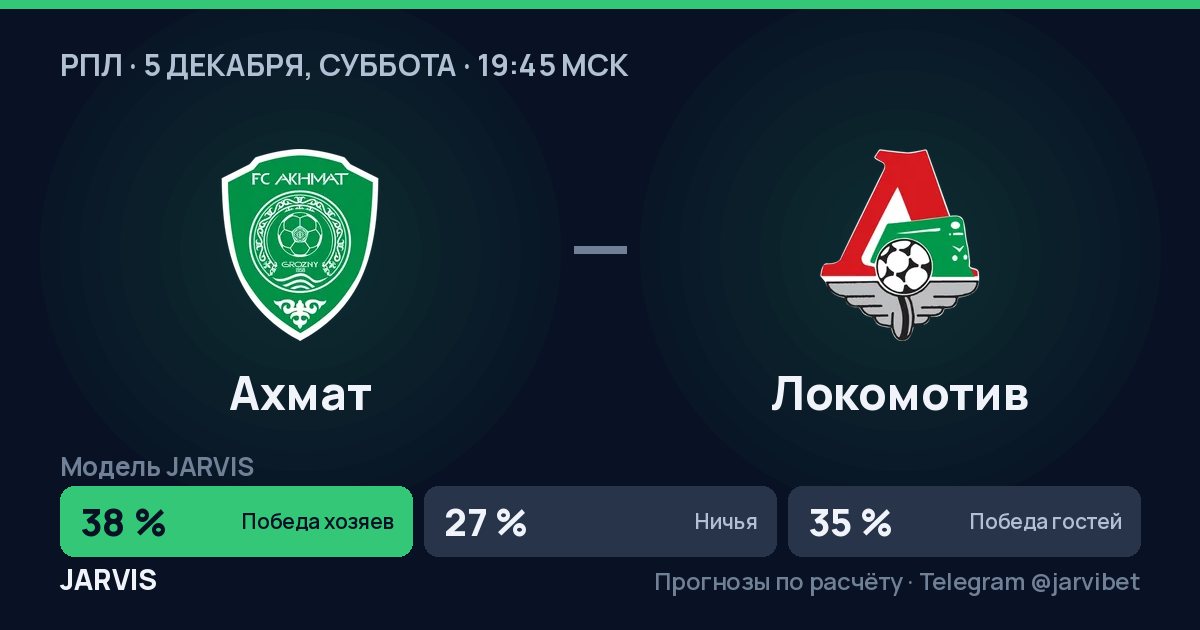 РПЛ · 5 ДЕКАБРЯ, СУББОТА · 19:45 МСК
FC AKHMAT
GROZNY
1958
Ахмат
Локомотив
Модель JARVIS
38 % Победа хозяев
27 % Ничья
35 % Победа гостей
JARVIS
Прогнозы по расчёту · Telegram @jarvibet